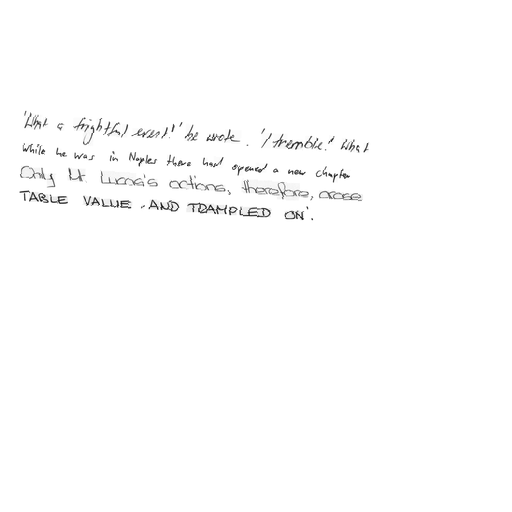 'What a frightful event!' he wrote. 'I tremble.' What
while he was in Naples there had opened a new chapter
Only Mr. Lucas's actions, therefore, arose
TABLE VALUE . AND TRAMPLED ON'.